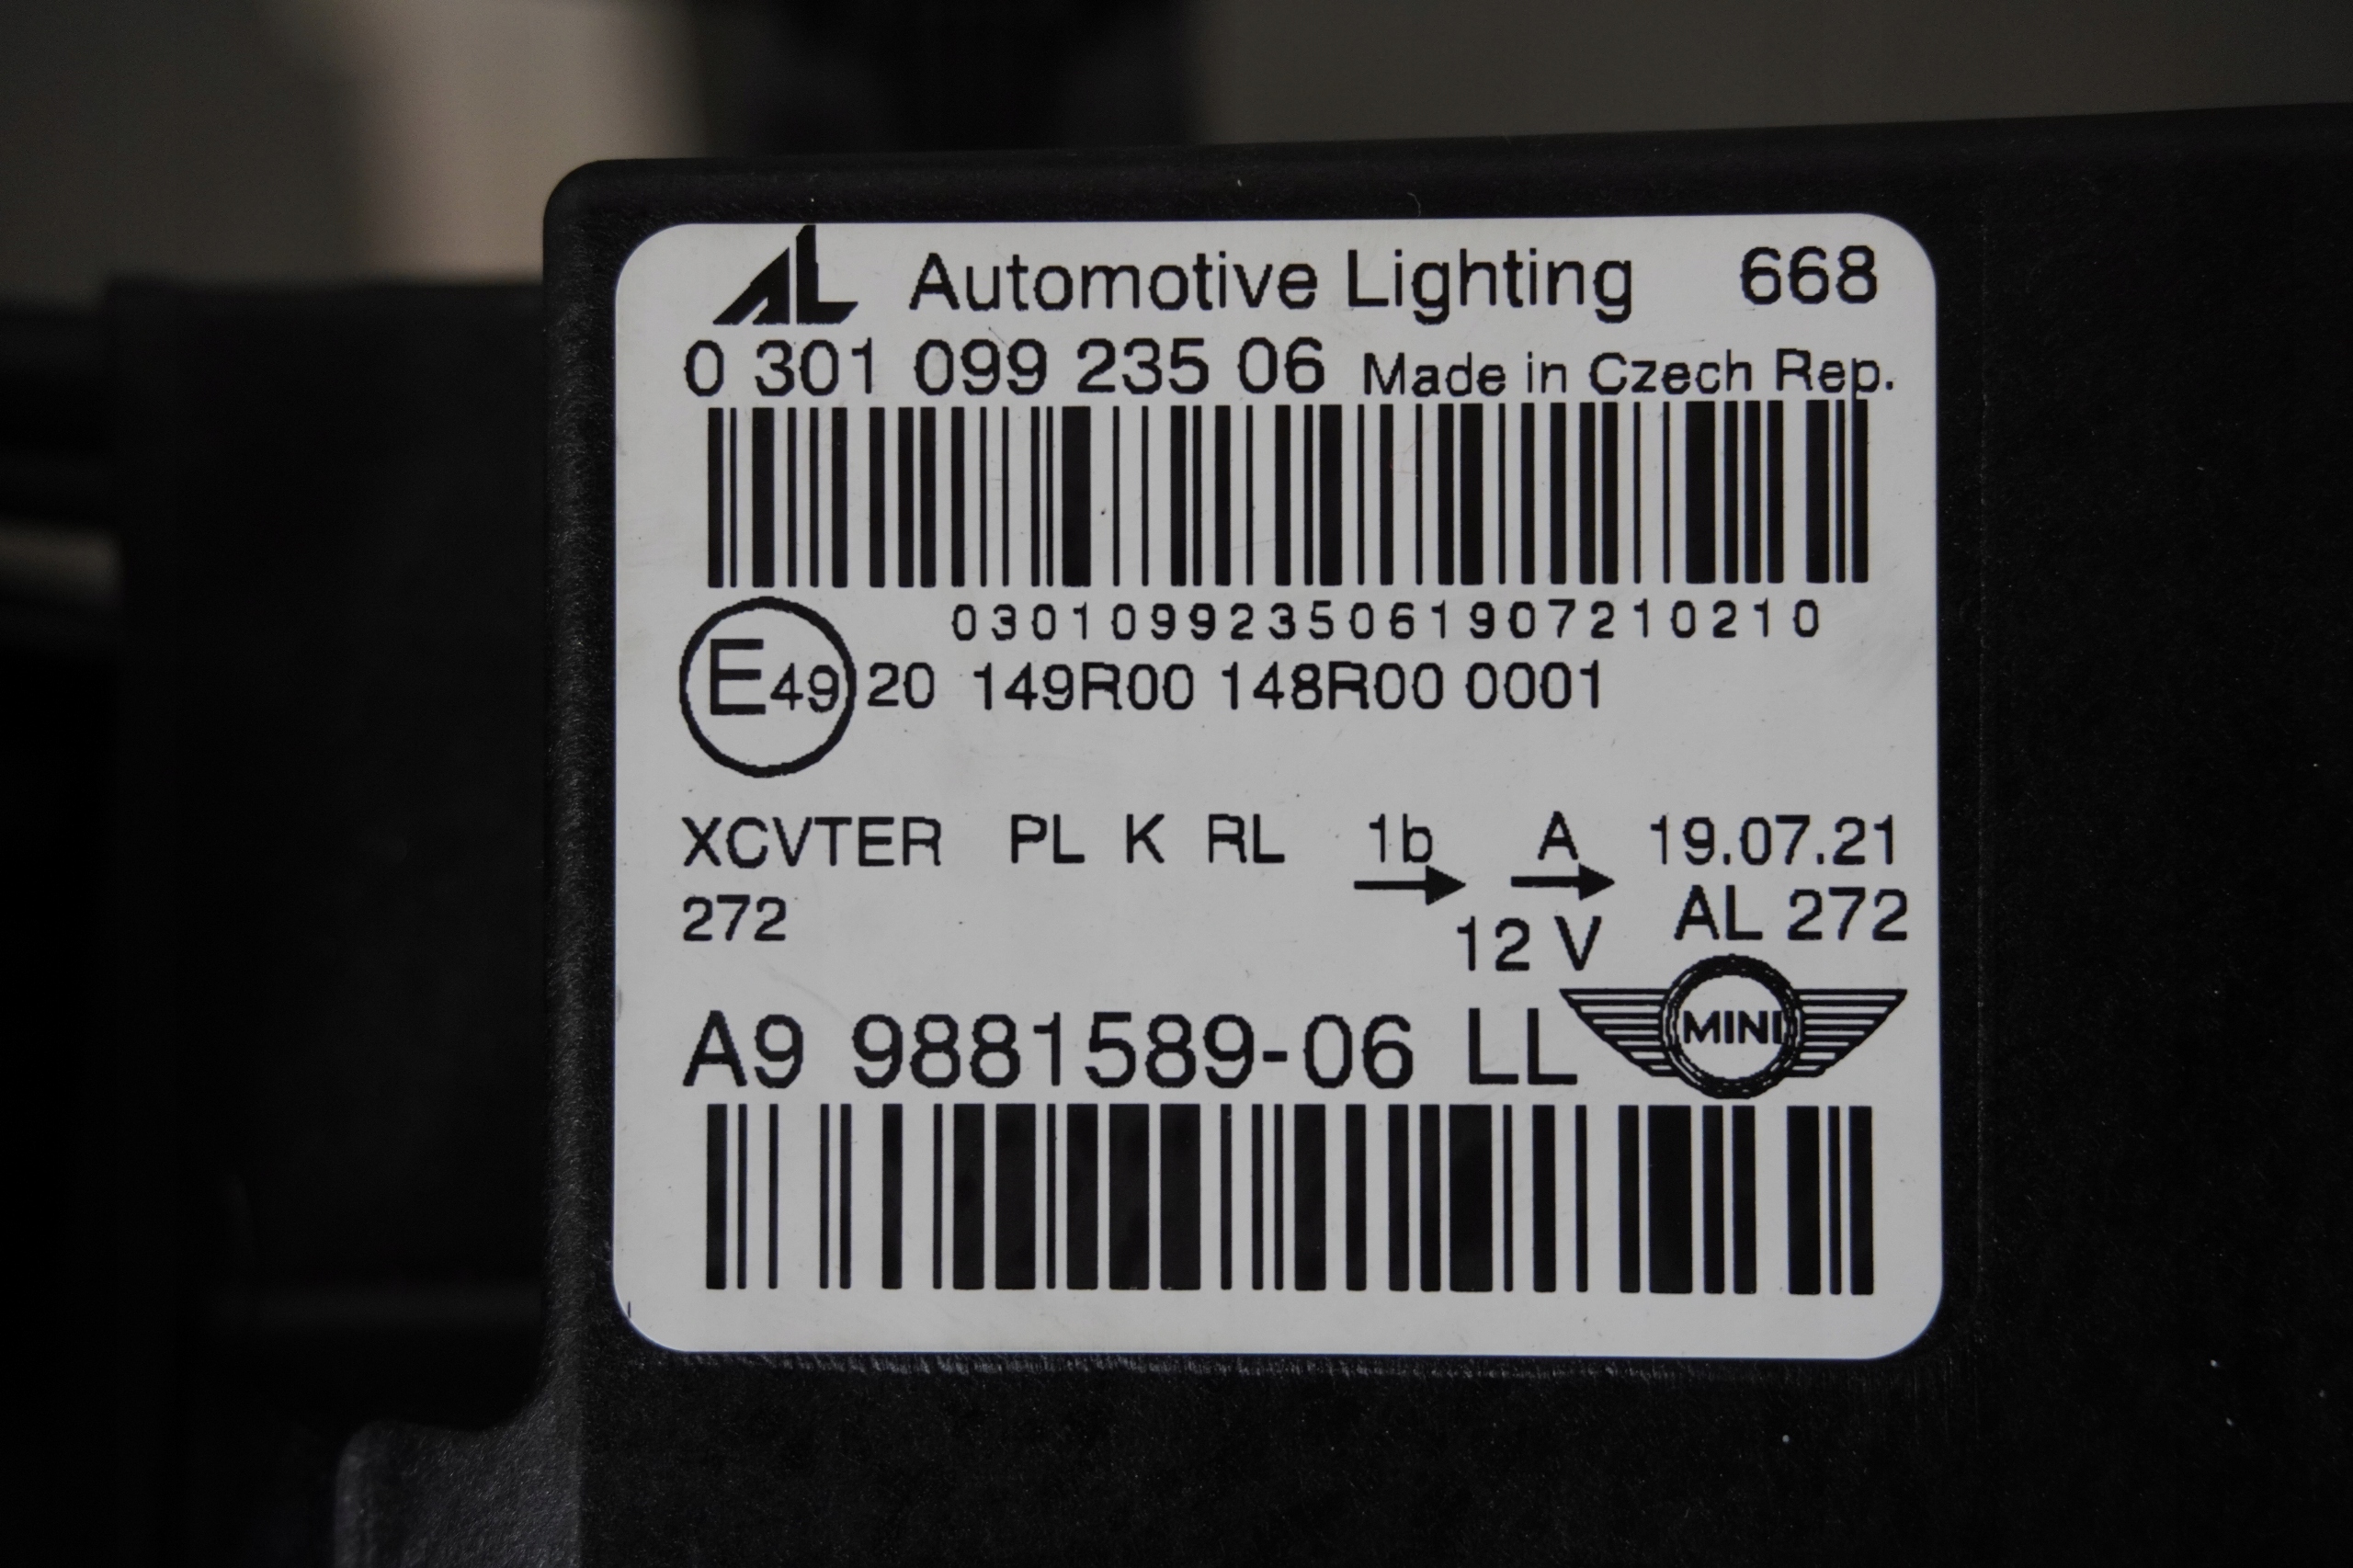 AL Automotive Lighting 668
0 301 099 235 06 Made in Czech Rep.
0301099235061907210210
E49 20 149R00 148R00 0001
XCVTER PL K RL 1b A 19.07.21
272 12 V AL 272
A9 9881589-06 LL MINI